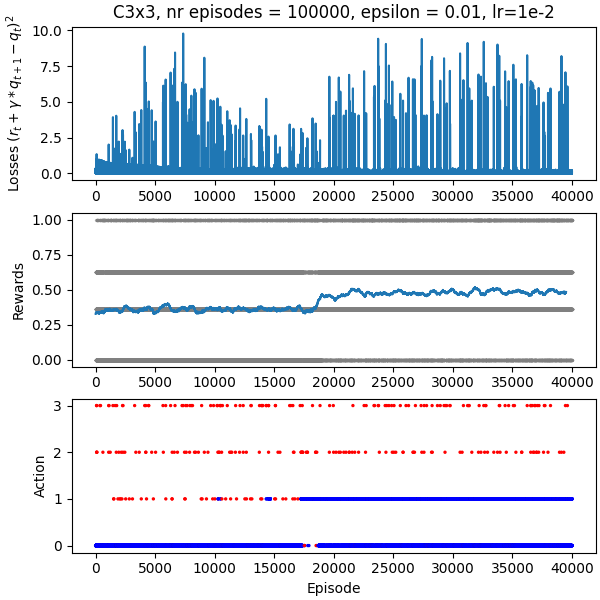 C3x3, nr episodes = 100000, epsilon = 0.01, lr=1e-2
Losses (r_t + γ * q_{t+1} − q_t)^2
10.0
7.5
5.0
2.5
0.0
0 5000 10000 15000 20000 25000 30000 35000 40000
Rewards
1.00
0.75
0.50
0.25
0.00
0 5000 10000 15000 20000 25000 30000 35000 40000
Action
3
2
1
0
0 5000 10000 15000 20000 25000 30000 35000 40000
Episode